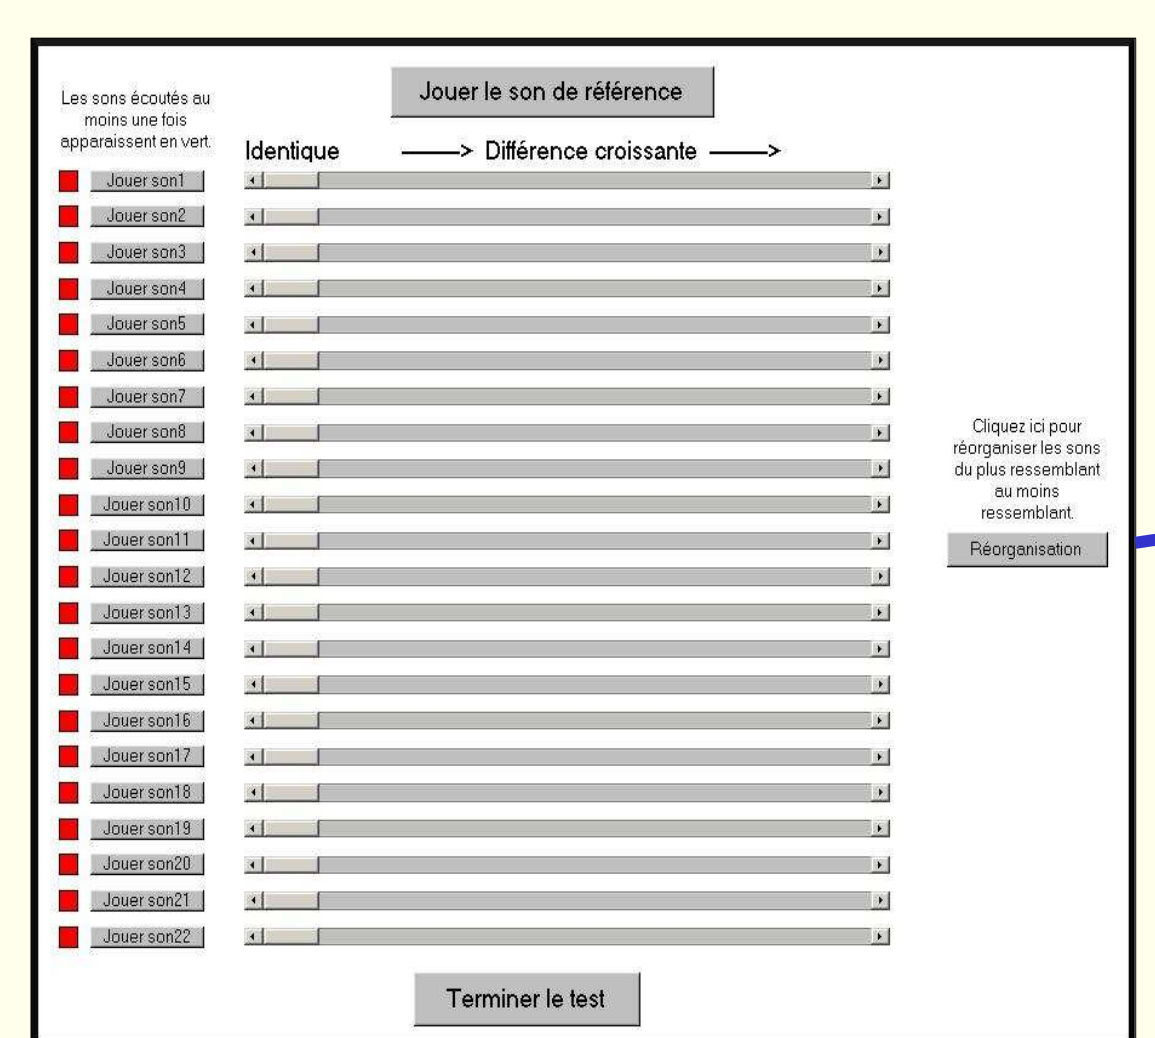 Jouer le son de référence
Les sons écoutés au
moins une fois
apparaissent en vert.
Identique ——> Différence croissante ——>
Jouer son1
Jouer son2
Jouer son3
Jouer son4
Jouer son5
Jouer son6
Jouer son7
Jouer son8
Jouer son9
Jouer son10
Jouer son11
Jouer son12
Jouer son13
Jouer son14
Jouer son15
Jouer son16
Jouer son17
Jouer son18
Jouer son19
Jouer son20
Jouer son21
Jouer son22
Cliquez ici pour
réorganiser les sons
du plus ressemblant
au moins
ressemblant.
Réorganisation
Terminer le test